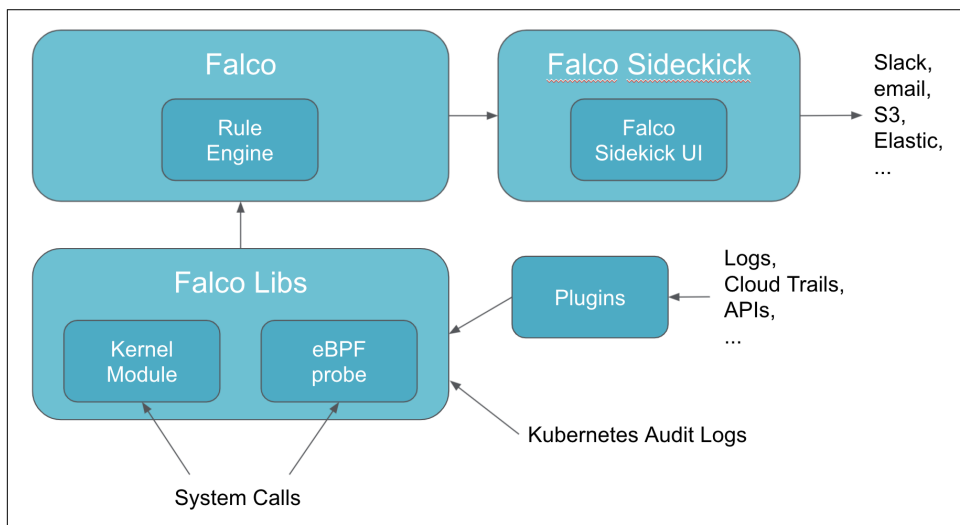 Falco
Rule
Engine
Falco Sideckick
Falco
Sidekick UI
Slack,
email,
S3,
Elastic,
...
Falco Libs
Kernel
Module
eBPF
probe
Plugins
Logs,
Cloud Trails,
APIs,
...
Kubernetes Audit Logs
System Calls